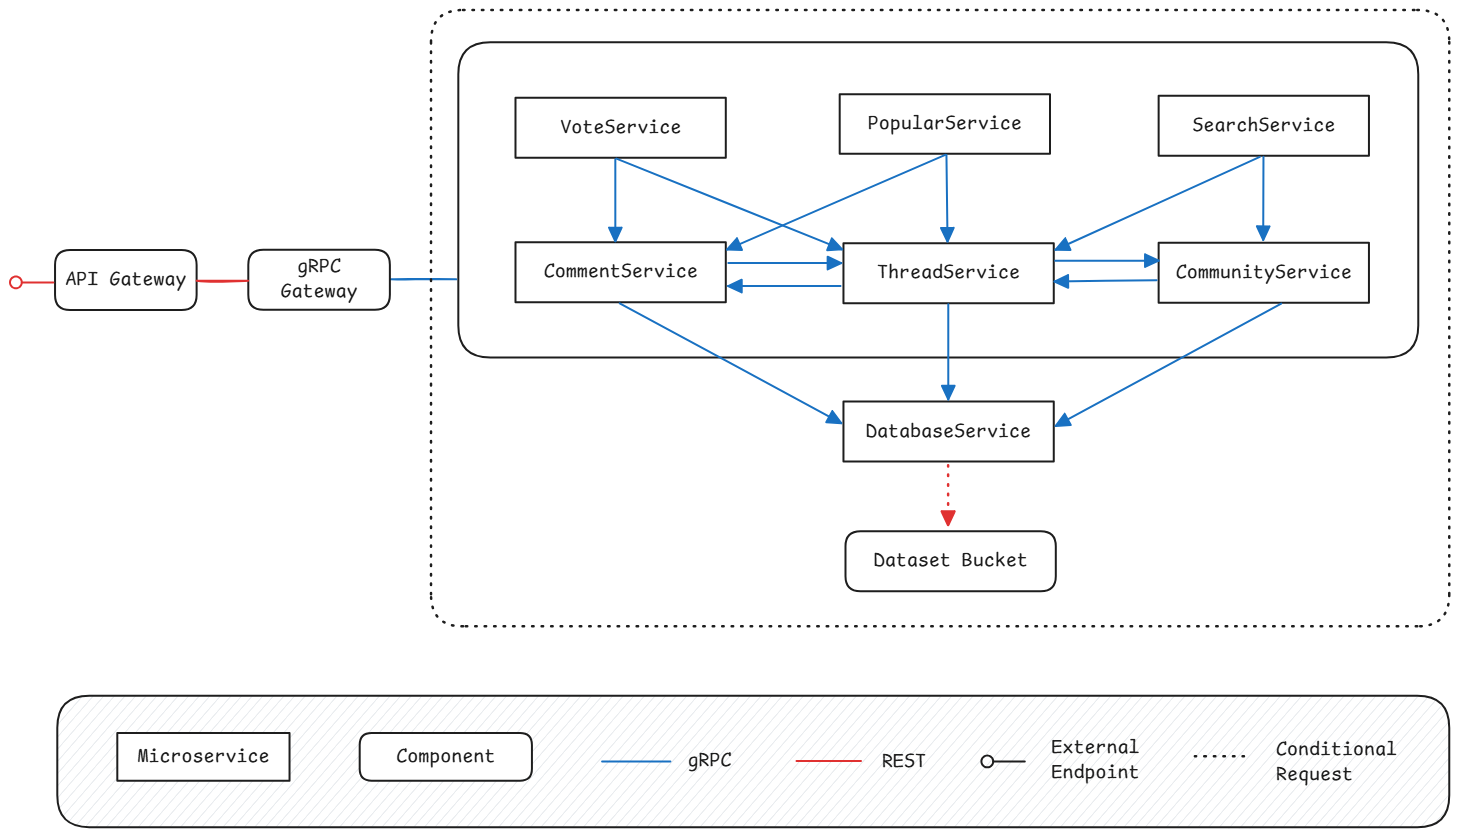 VoteService
PopularService
SearchService
API Gateway
gRPC
Gateway
CommentService
ThreadService
CommunityService
DatabaseService
Dataset Bucket
Microservice
Component
gRPC
REST
External
Endpoint
Conditional
Request